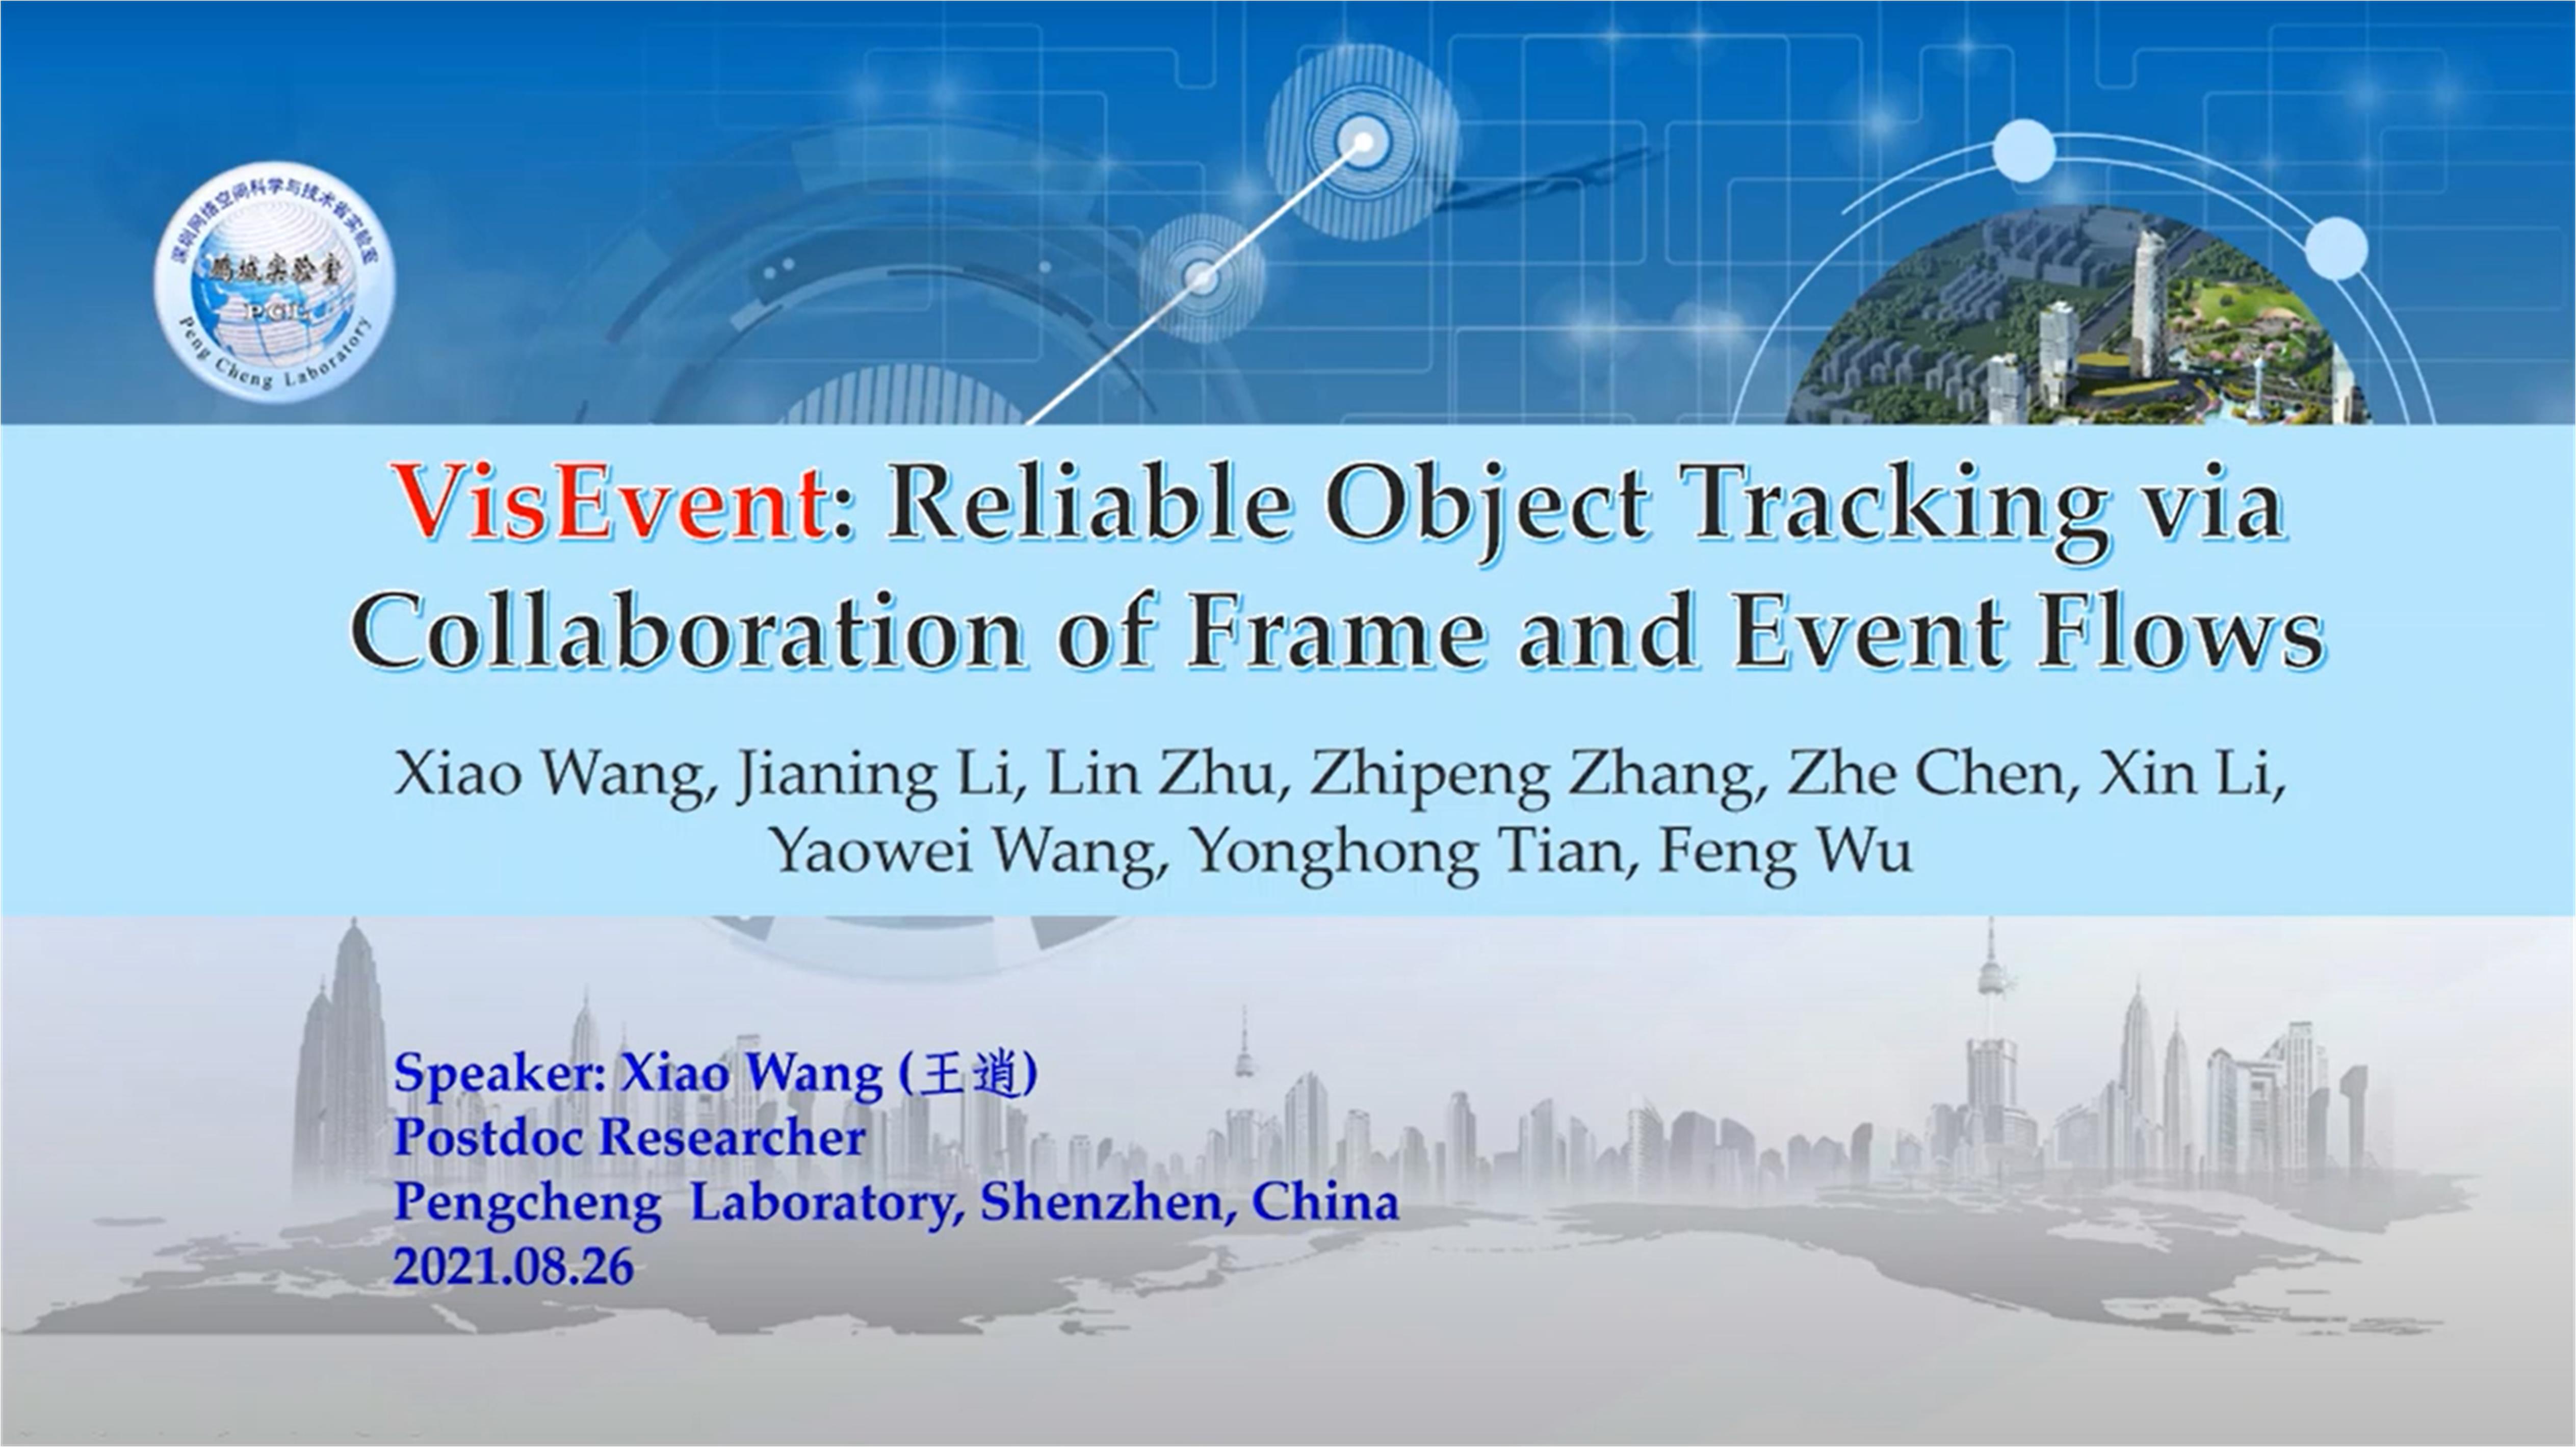 深圳网络空间科学与技术省实验室
鹏城实验室
PCL
Peng Cheng Laboratory
VisEvent: Reliable Object Tracking via
Collaboration of Frame and Event Flows
Xiao Wang, Jianing Li, Lin Zhu, Zhipeng Zhang, Zhe Chen, Xin Li,
Yaowei Wang, Yonghong Tian, Feng Wu
Speaker: Xiao Wang (王逍)
Postdoc Researcher
Pengcheng Laboratory, Shenzhen, China
2021.08.26